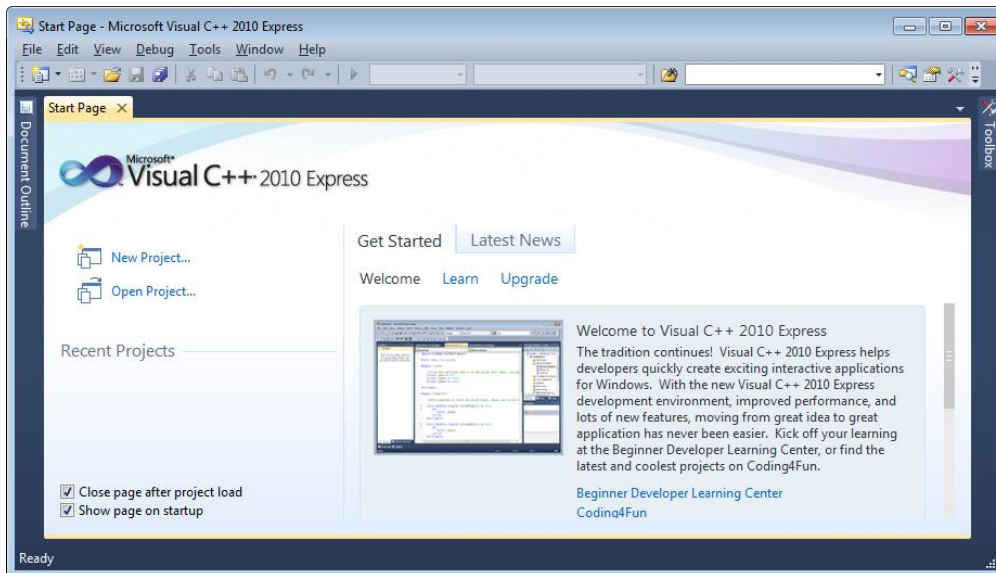 Start Page - Microsoft Visual C++ 2010 Express
File Edit View Debug Tools Window Help
Document Outline
Start Page
Toolbox
Microsoft®
Visual C++ 2010 Express
New Project...
Open Project...
Recent Projects
Close page after project load
Show page on startup
Get Started Latest News
Welcome Learn Upgrade
Welcome to Visual C++ 2010 Express
The tradition continues! Visual C++ 2010 Express helps
developers quickly create exciting interactive applications
for Windows. With the new Visual C++ 2010 Express
development environment, improved performance, and
lots of new features, moving from great idea to great
application has never been easier. Kick off your learning
at the Beginner Developer Learning Center, or find the
latest and coolest projects on Coding4Fun.
Beginner Developer Learning Center
Coding4Fun
Ready